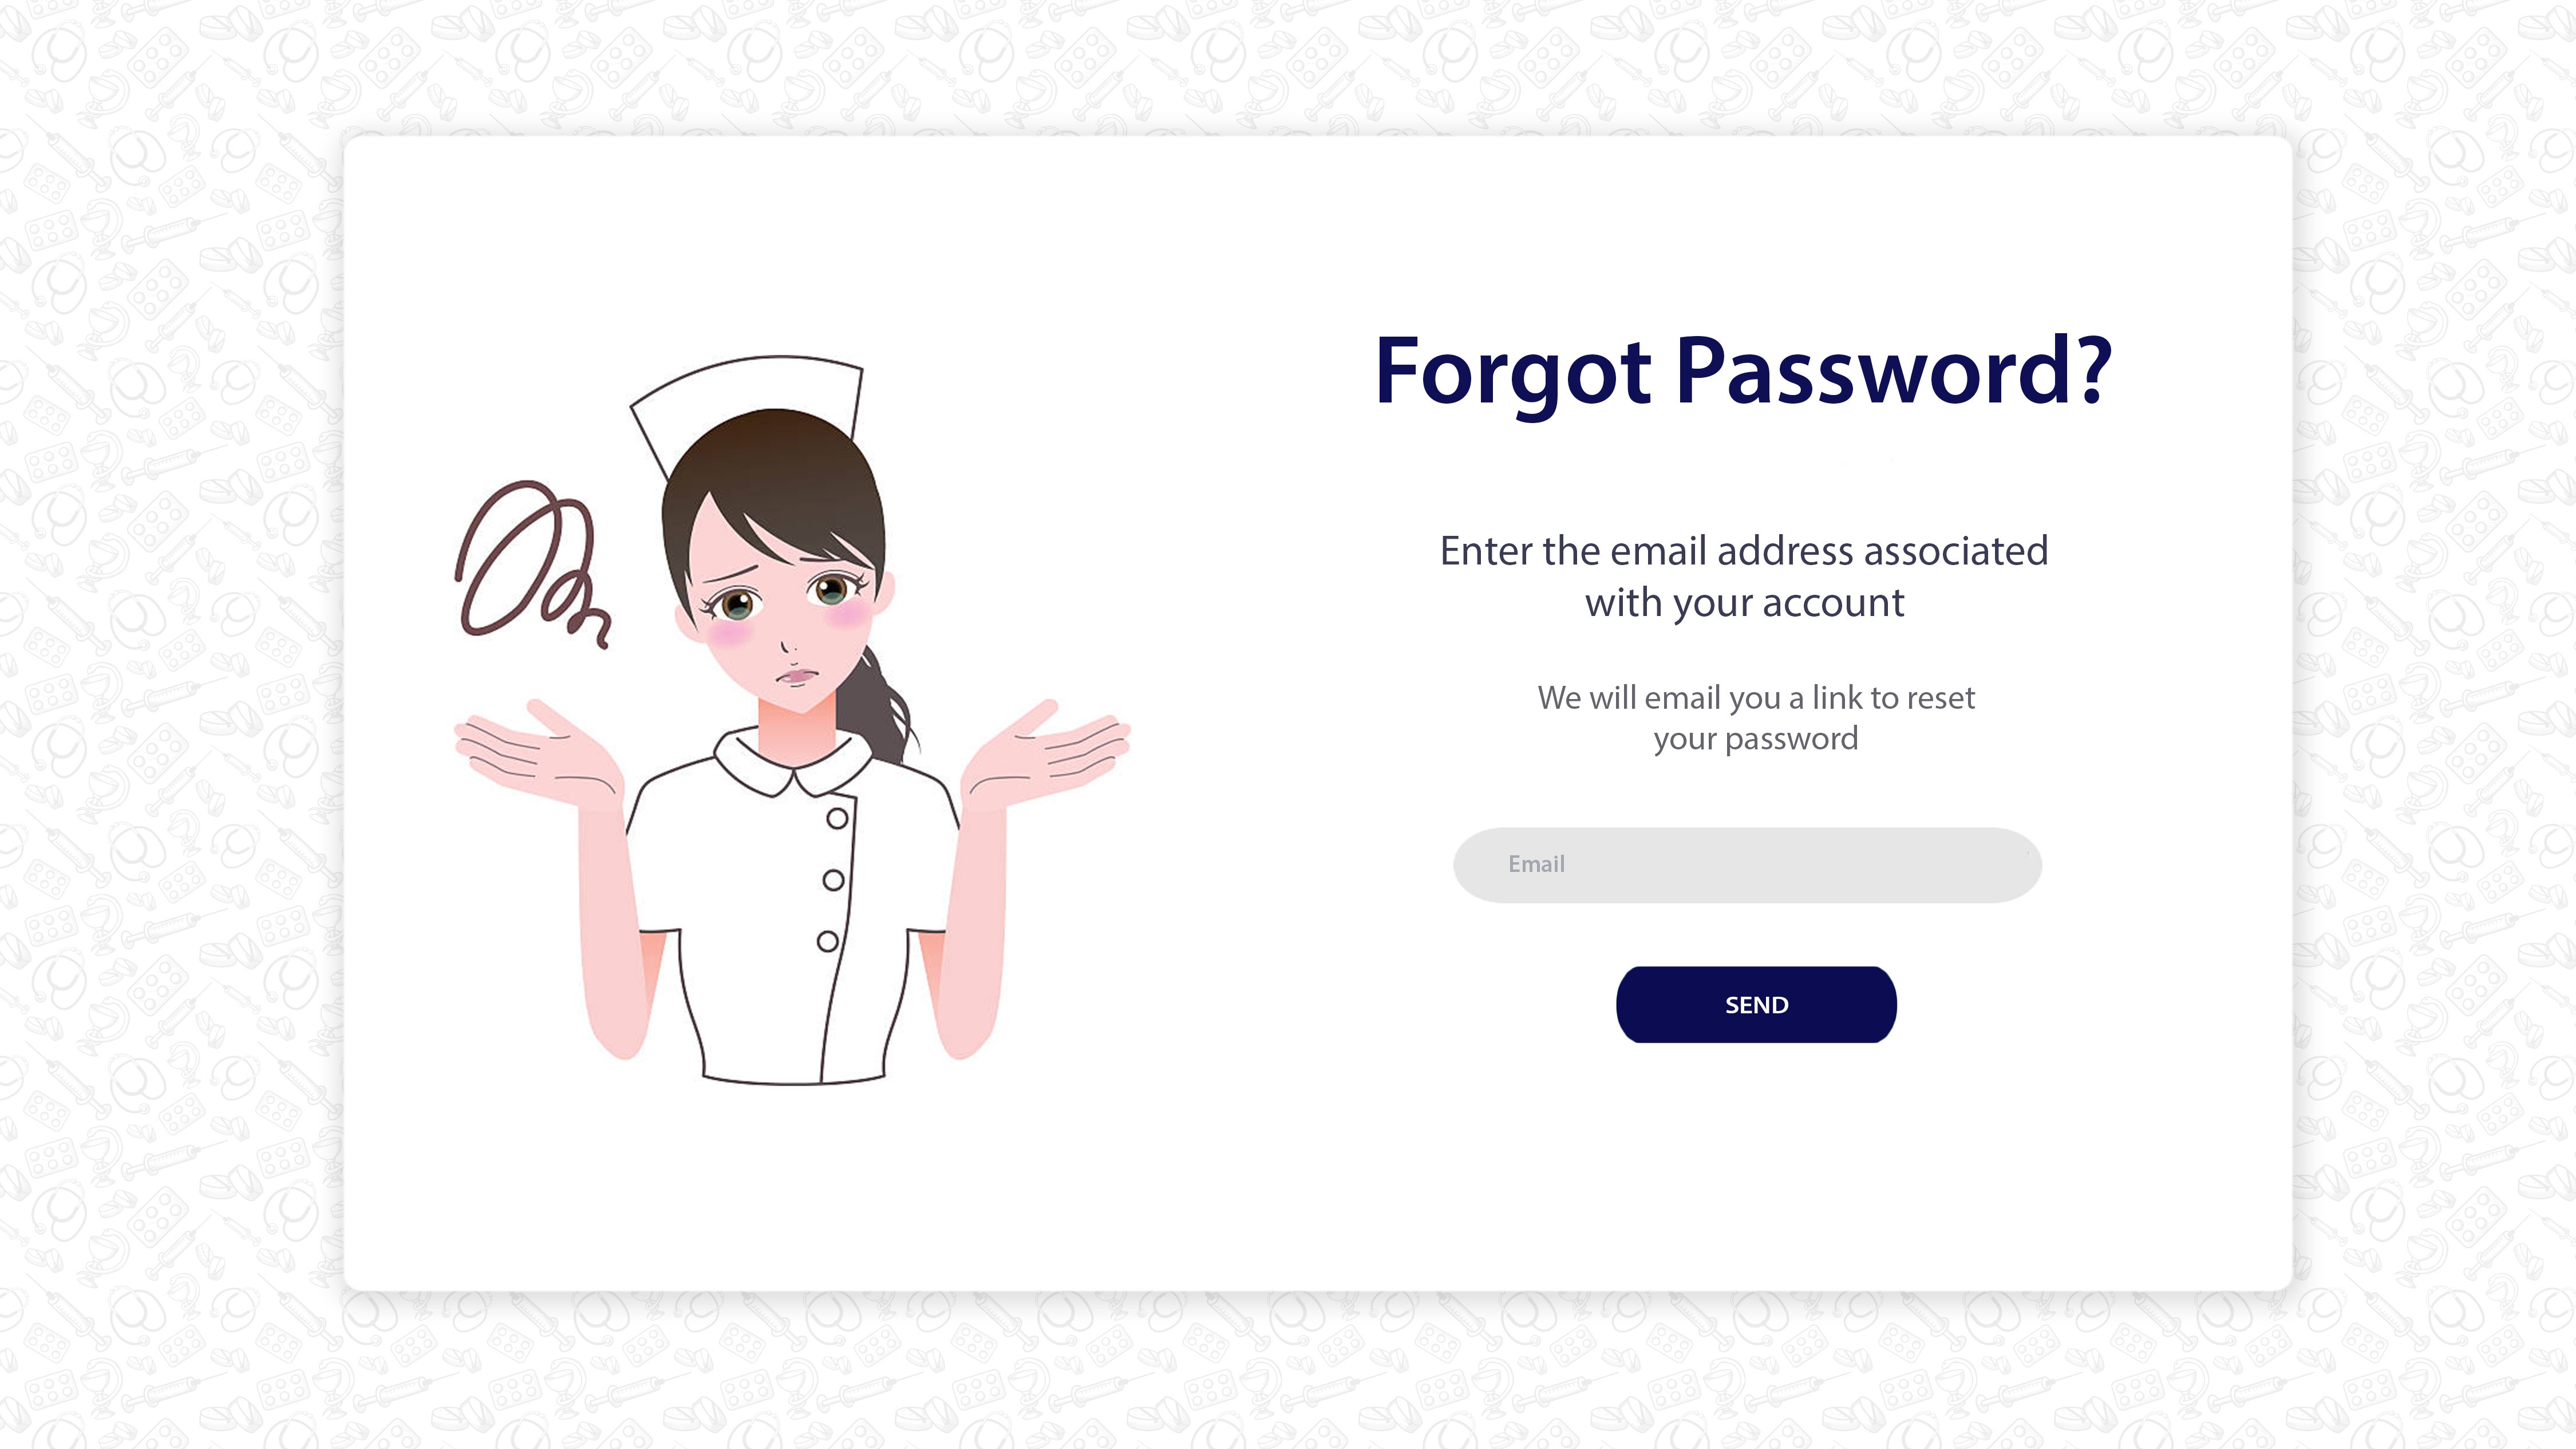 Forgot Password?
Enter the email address associated
with your account
We will email you a link to reset
your password
Email
SEND